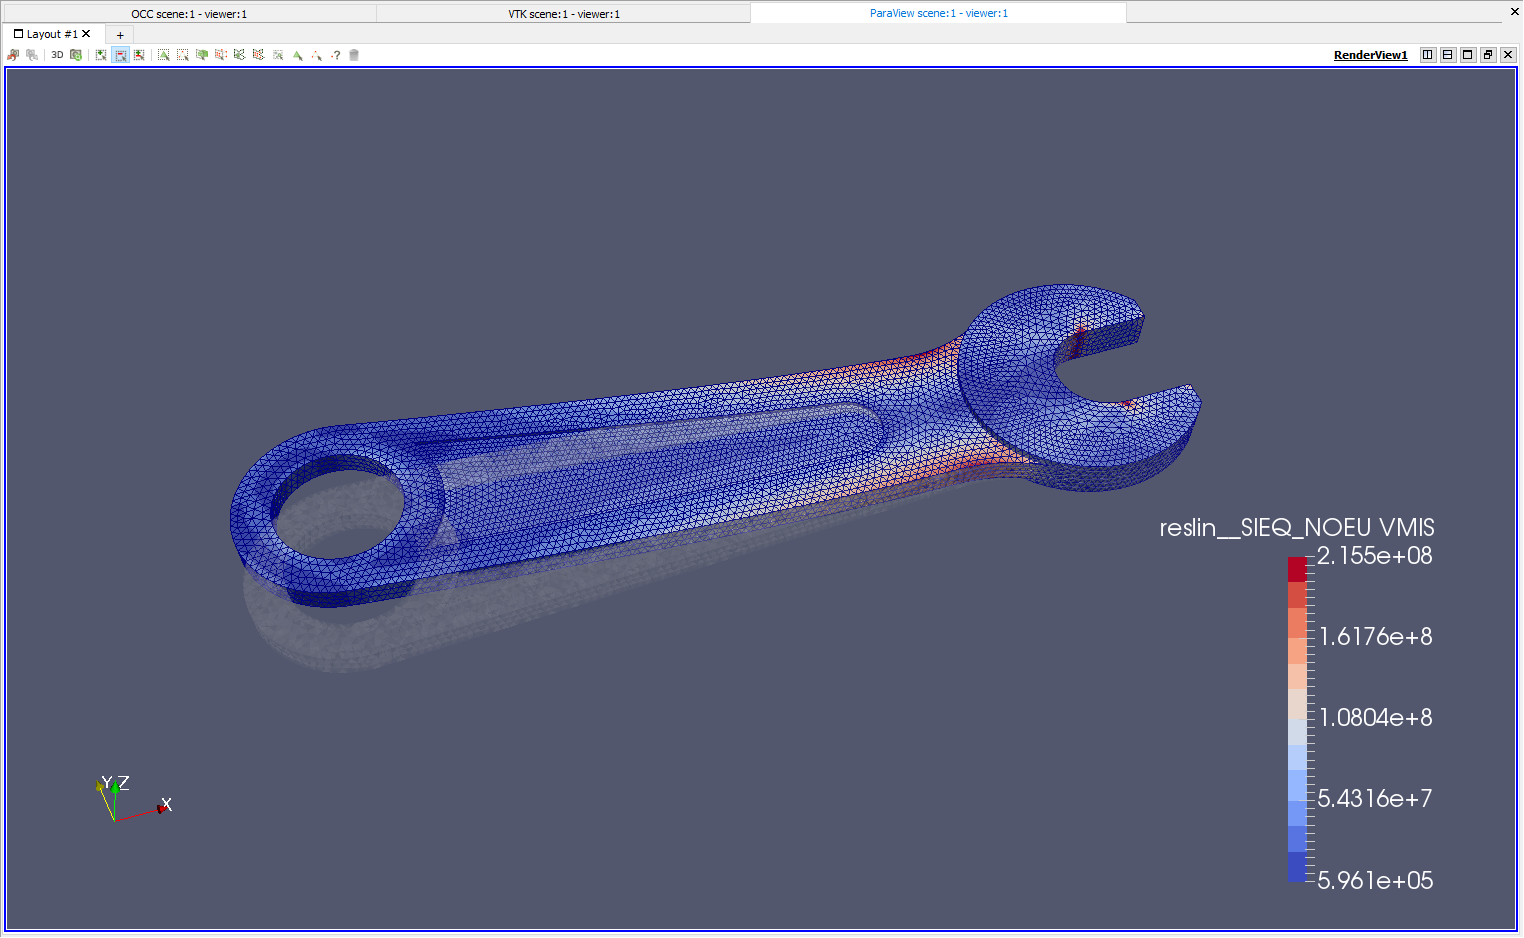 OCC scene:1 - viewer:1
VTK scene:1 - viewer:1
ParaView scene:1 - viewer:1
Layout #1
+
3D
?
RenderView1
reslin__SIEQ_NOEU VMIS
2.155e+08
1.6176e+8
1.0804e+8
5.4316e+7
5.961e+05
Y Z
X